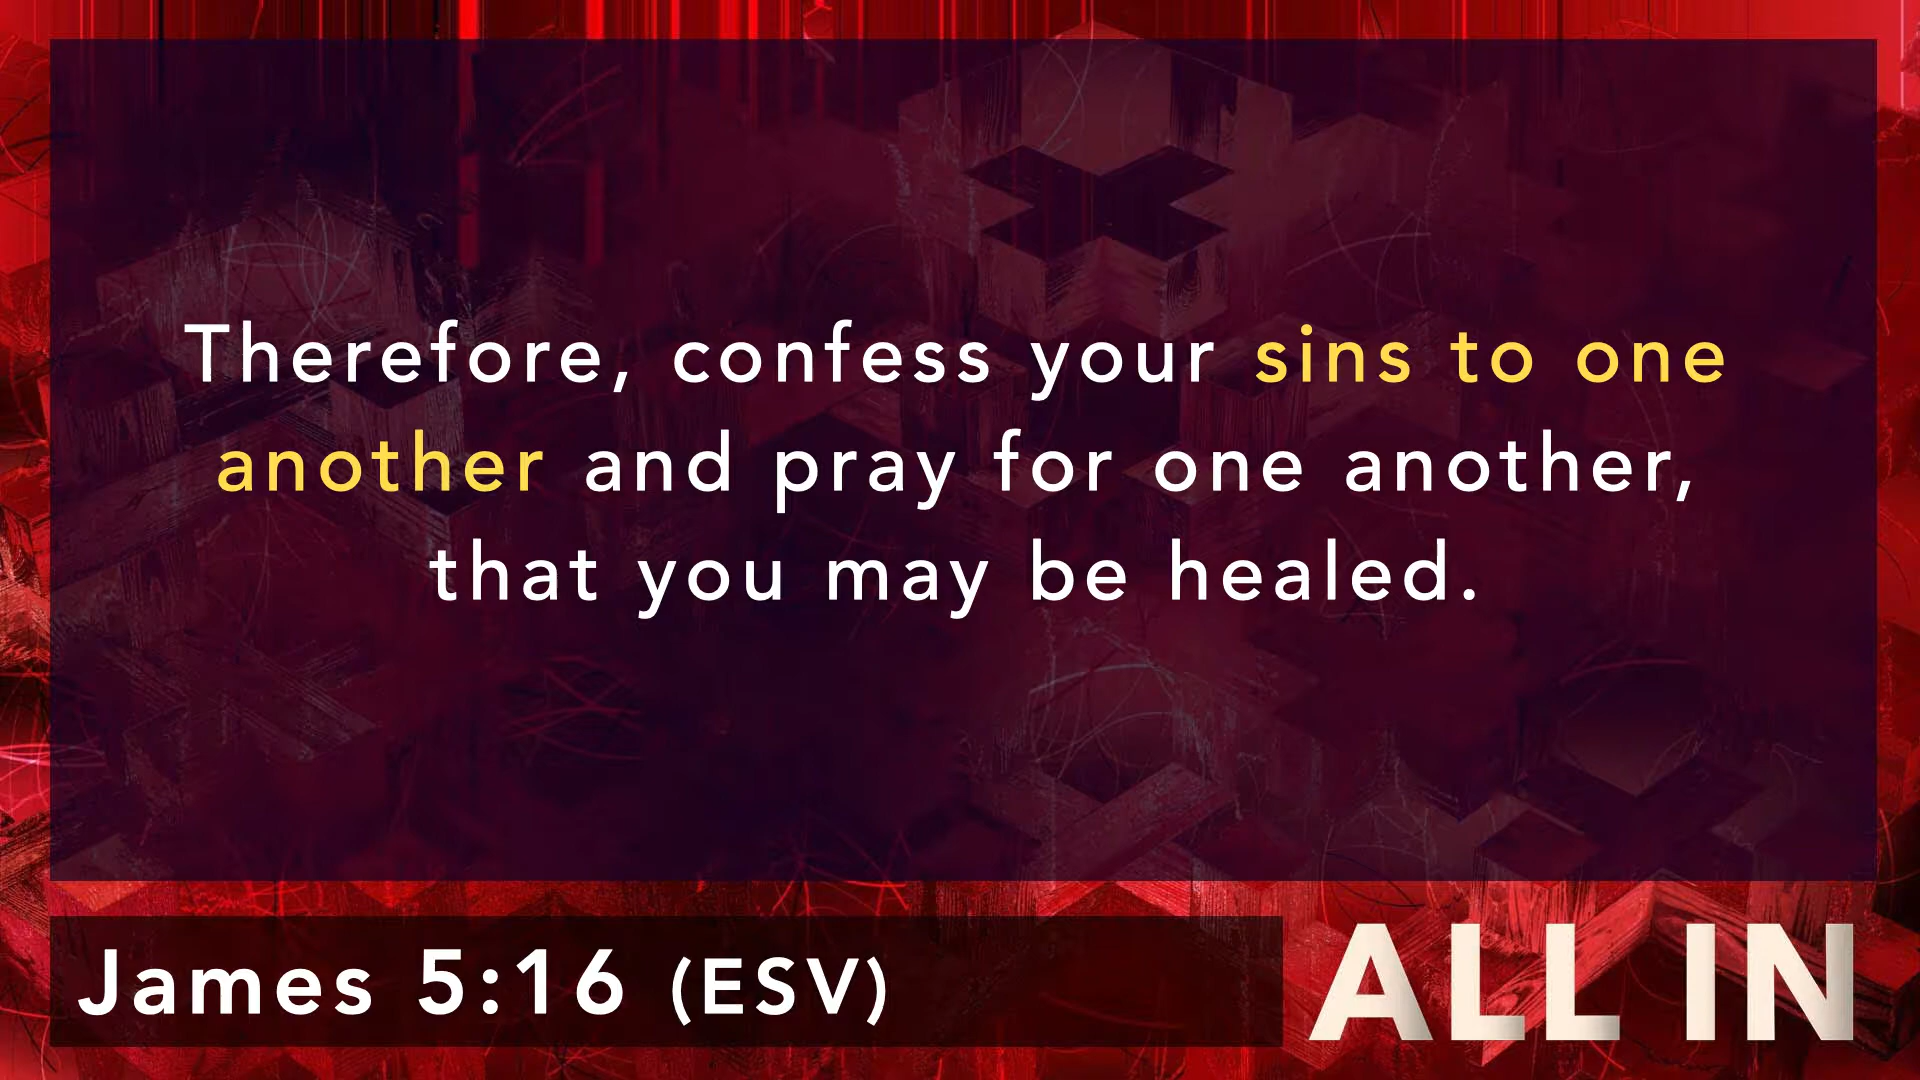 Therefore, confess your sins to one
another and pray for one another,
that you may be healed.
James 5:16 (ESV)
ALL IN